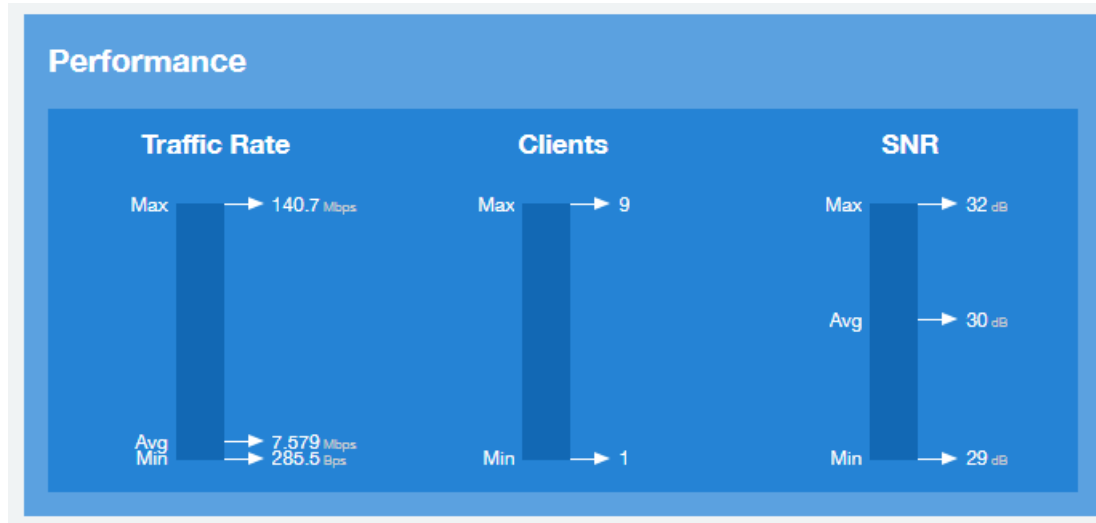 Performance
Traffic Rate
Max 140.7 Mbps
Avg 7.579 Mbps
Min 285.5 Bps
Clients
Max 9
Min 1
SNR
Max 32 dB
Avg 30 dB
Min 29 dB